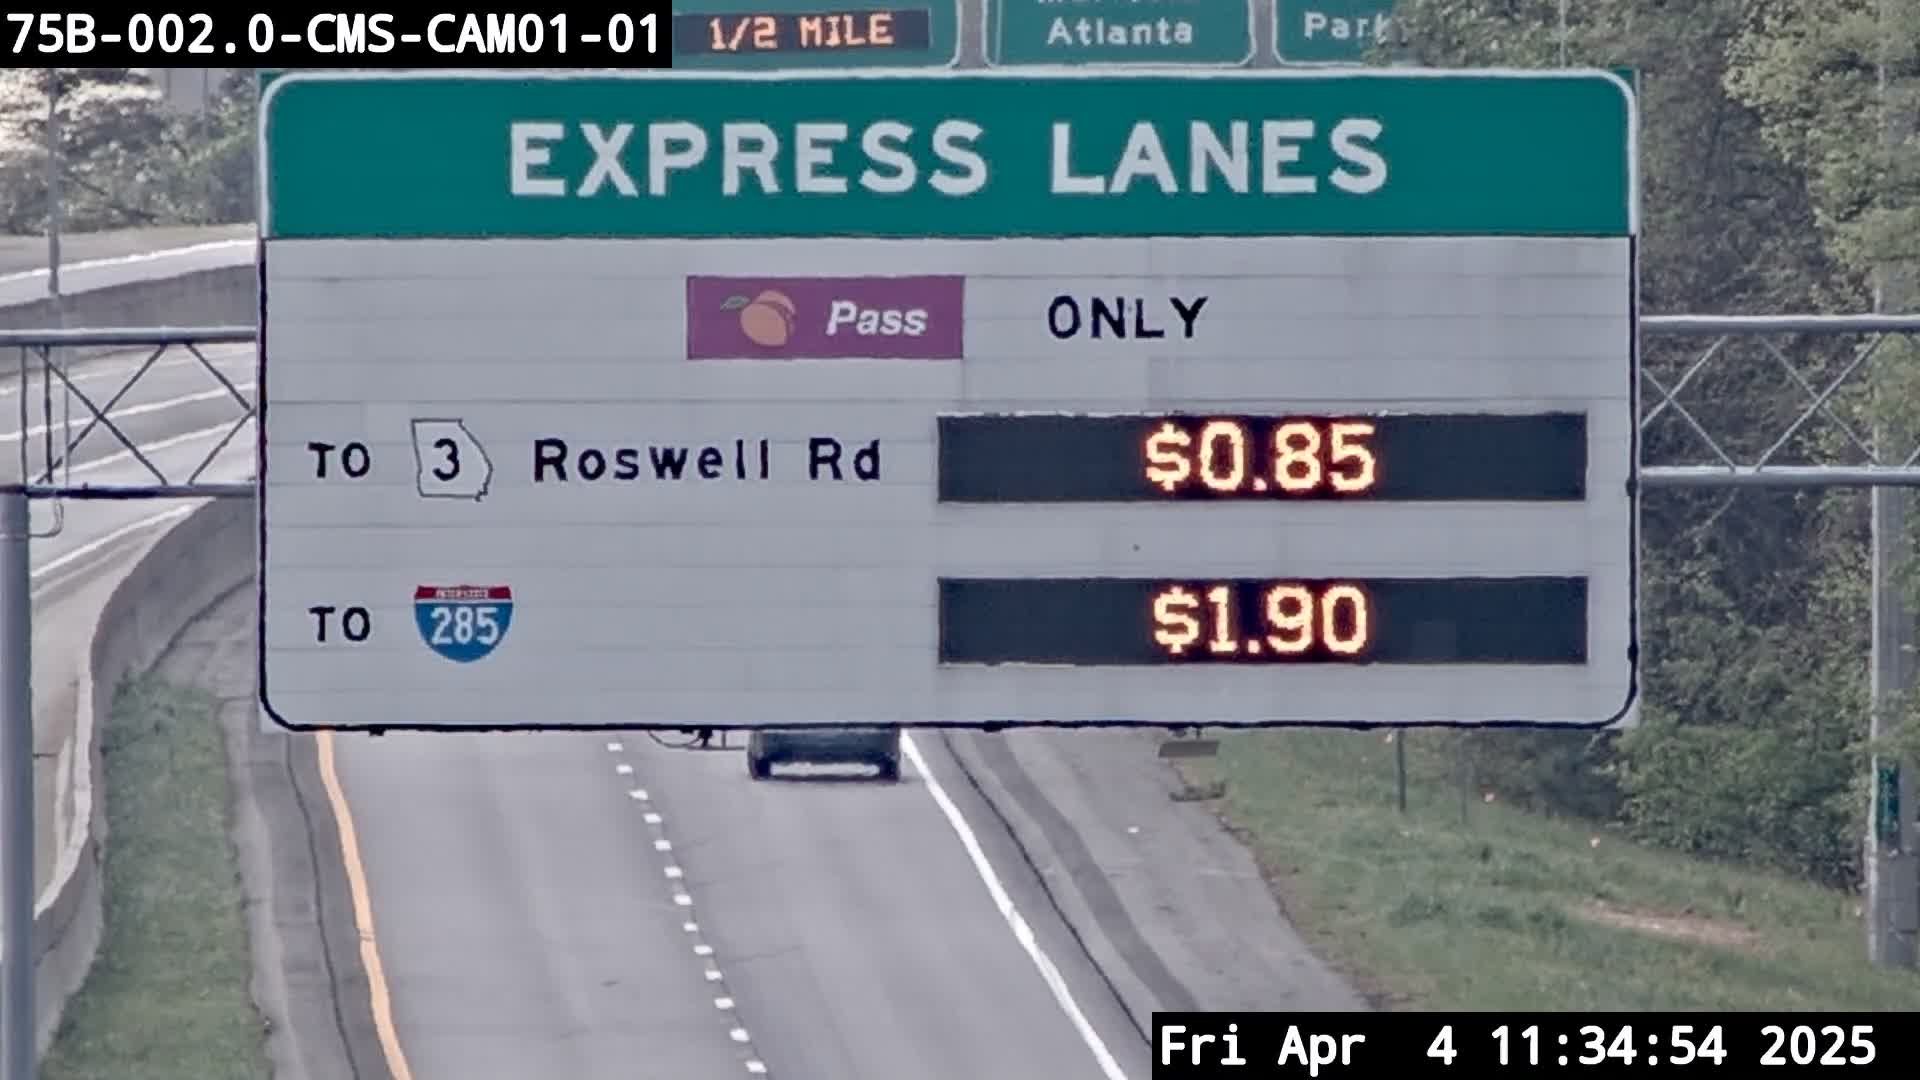 75B-002.0-CMS-CAM01-01
1/2 MILE
Atlanta
EXPRESS LANES
Pass ONLY
TO 3 Roswell Rd $0.85
TO 285 $1.90
Fri Apr 4 11:34:54 2025